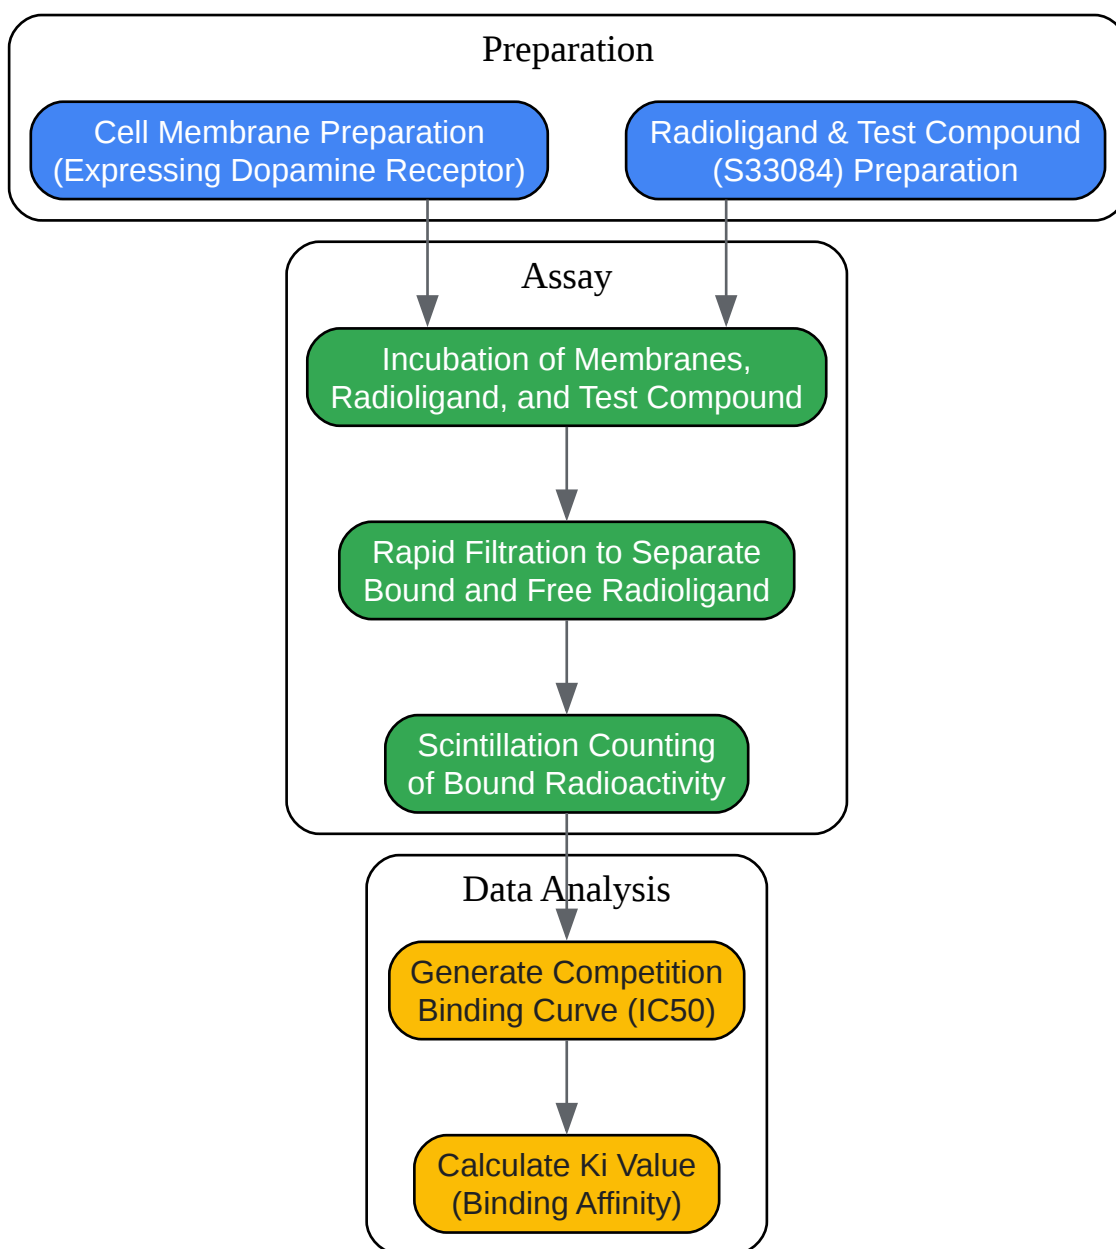 Preparation
Cell Membrane Preparation
(Expressing Dopamine Receptor)
Radioligand & Test Compound
(S33084) Preparation
Assay
Incubation of Membranes,
Radioligand, and Test Compound
Rapid Filtration to Separate
Bound and Free Radioligand
Scintillation Counting
of Bound Radioactivity
Data Analysis
Generate Competition
Binding Curve (IC50)
Calculate Ki Value
(Binding Affinity)